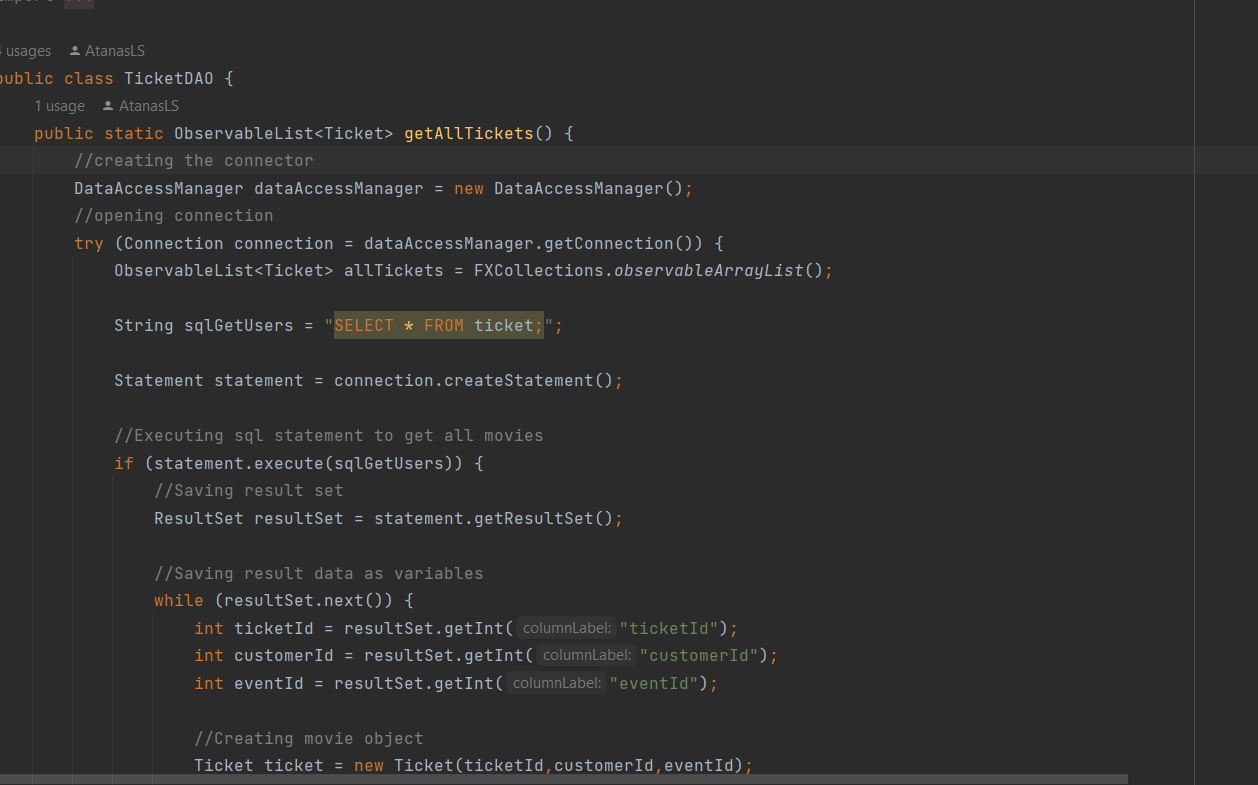 usages AtanasLS
public class TicketDAO {
1 usage AtanasLS
public static ObservableList<Ticket> getAllTickets() {
//creating the connector
DataAccessManager dataAccessManager = new DataAccessManager();
//opening connection
try (Connection connection = dataAccessManager.getConnection()) {
ObservableList<Ticket> allTickets = FXCollections.observableArrayList();
String sqlGetUsers = "SELECT * FROM ticket;";
Statement statement = connection.createStatement();
//Executing sql statement to get all movies
if (statement.execute(sqlGetUsers)) {
//Saving result set
ResultSet resultSet = statement.getResultSet();
//Saving result data as variables
while (resultSet.next()) {
int ticketId = resultSet.getInt( columnLabel: "ticketId");
int customerId = resultSet.getInt( columnLabel: "customerId");
int eventId = resultSet.getInt( columnLabel: "eventId");
//Creating movie object
Ticket ticket = new Ticket(ticketId,customerId,eventId);